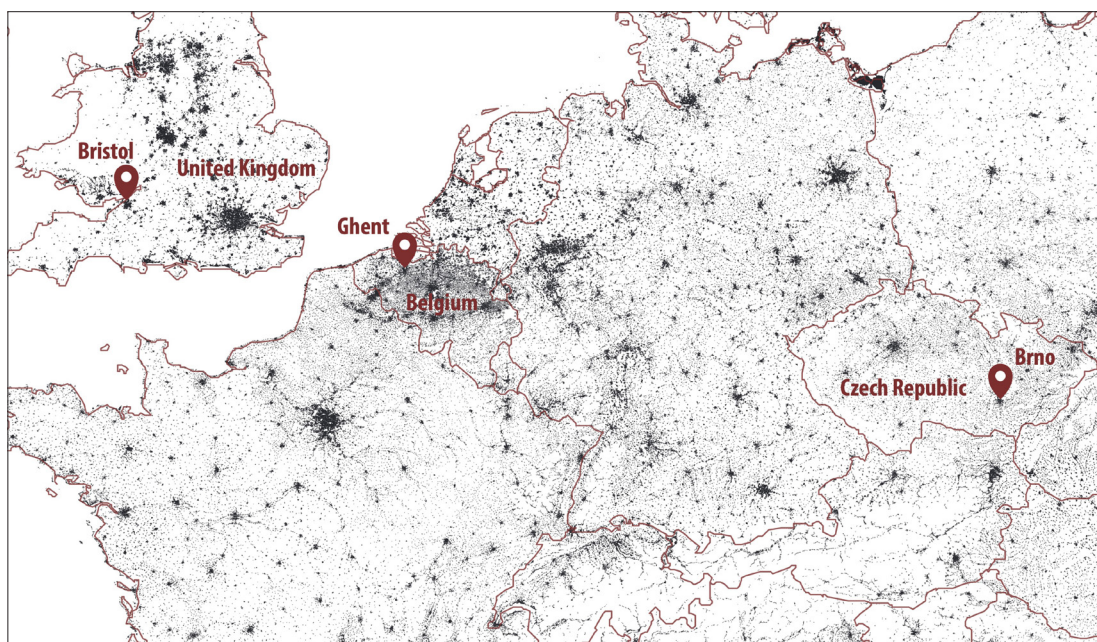 Bristol
United Kingdom
Ghent
Belgium
Brno
Czech Republic